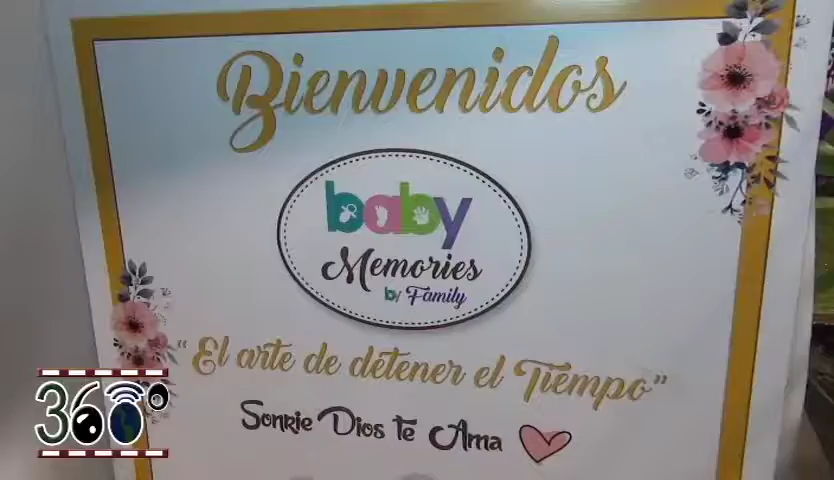 Bienvenidos
baby
Memories
by Family
"El arte de detener el Tiempo"
Sonrie Dios te Ama
360°